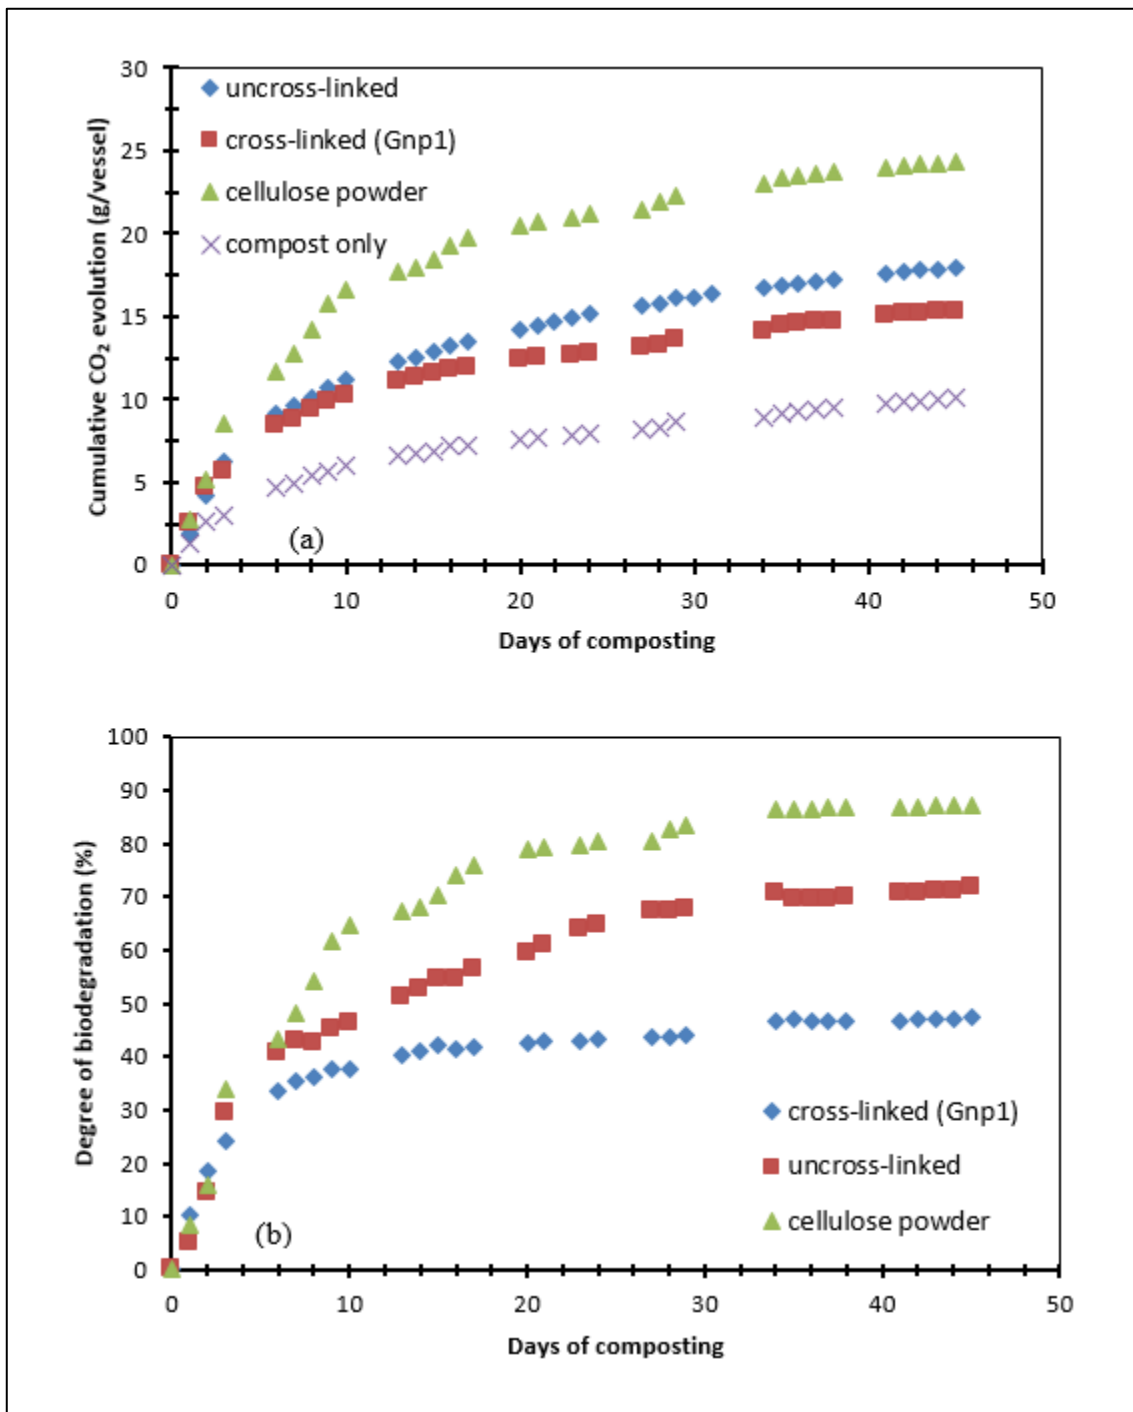 30
uncross-linked
25
cross-linked (Gnp1)
20
cellulose powder
compost only
15
10
5
0
(a)
0 10 20 30 40 50
Cumulative CO₂ evolution (g/vessel)
Days of composting
100
90
80
70
60
50
40
30
20
10
0
cross-linked (Gnp1)
uncross-linked
cellulose powder
(b)
0 10 20 30 40 50
Degree of biodegradation (%)
Days of composting